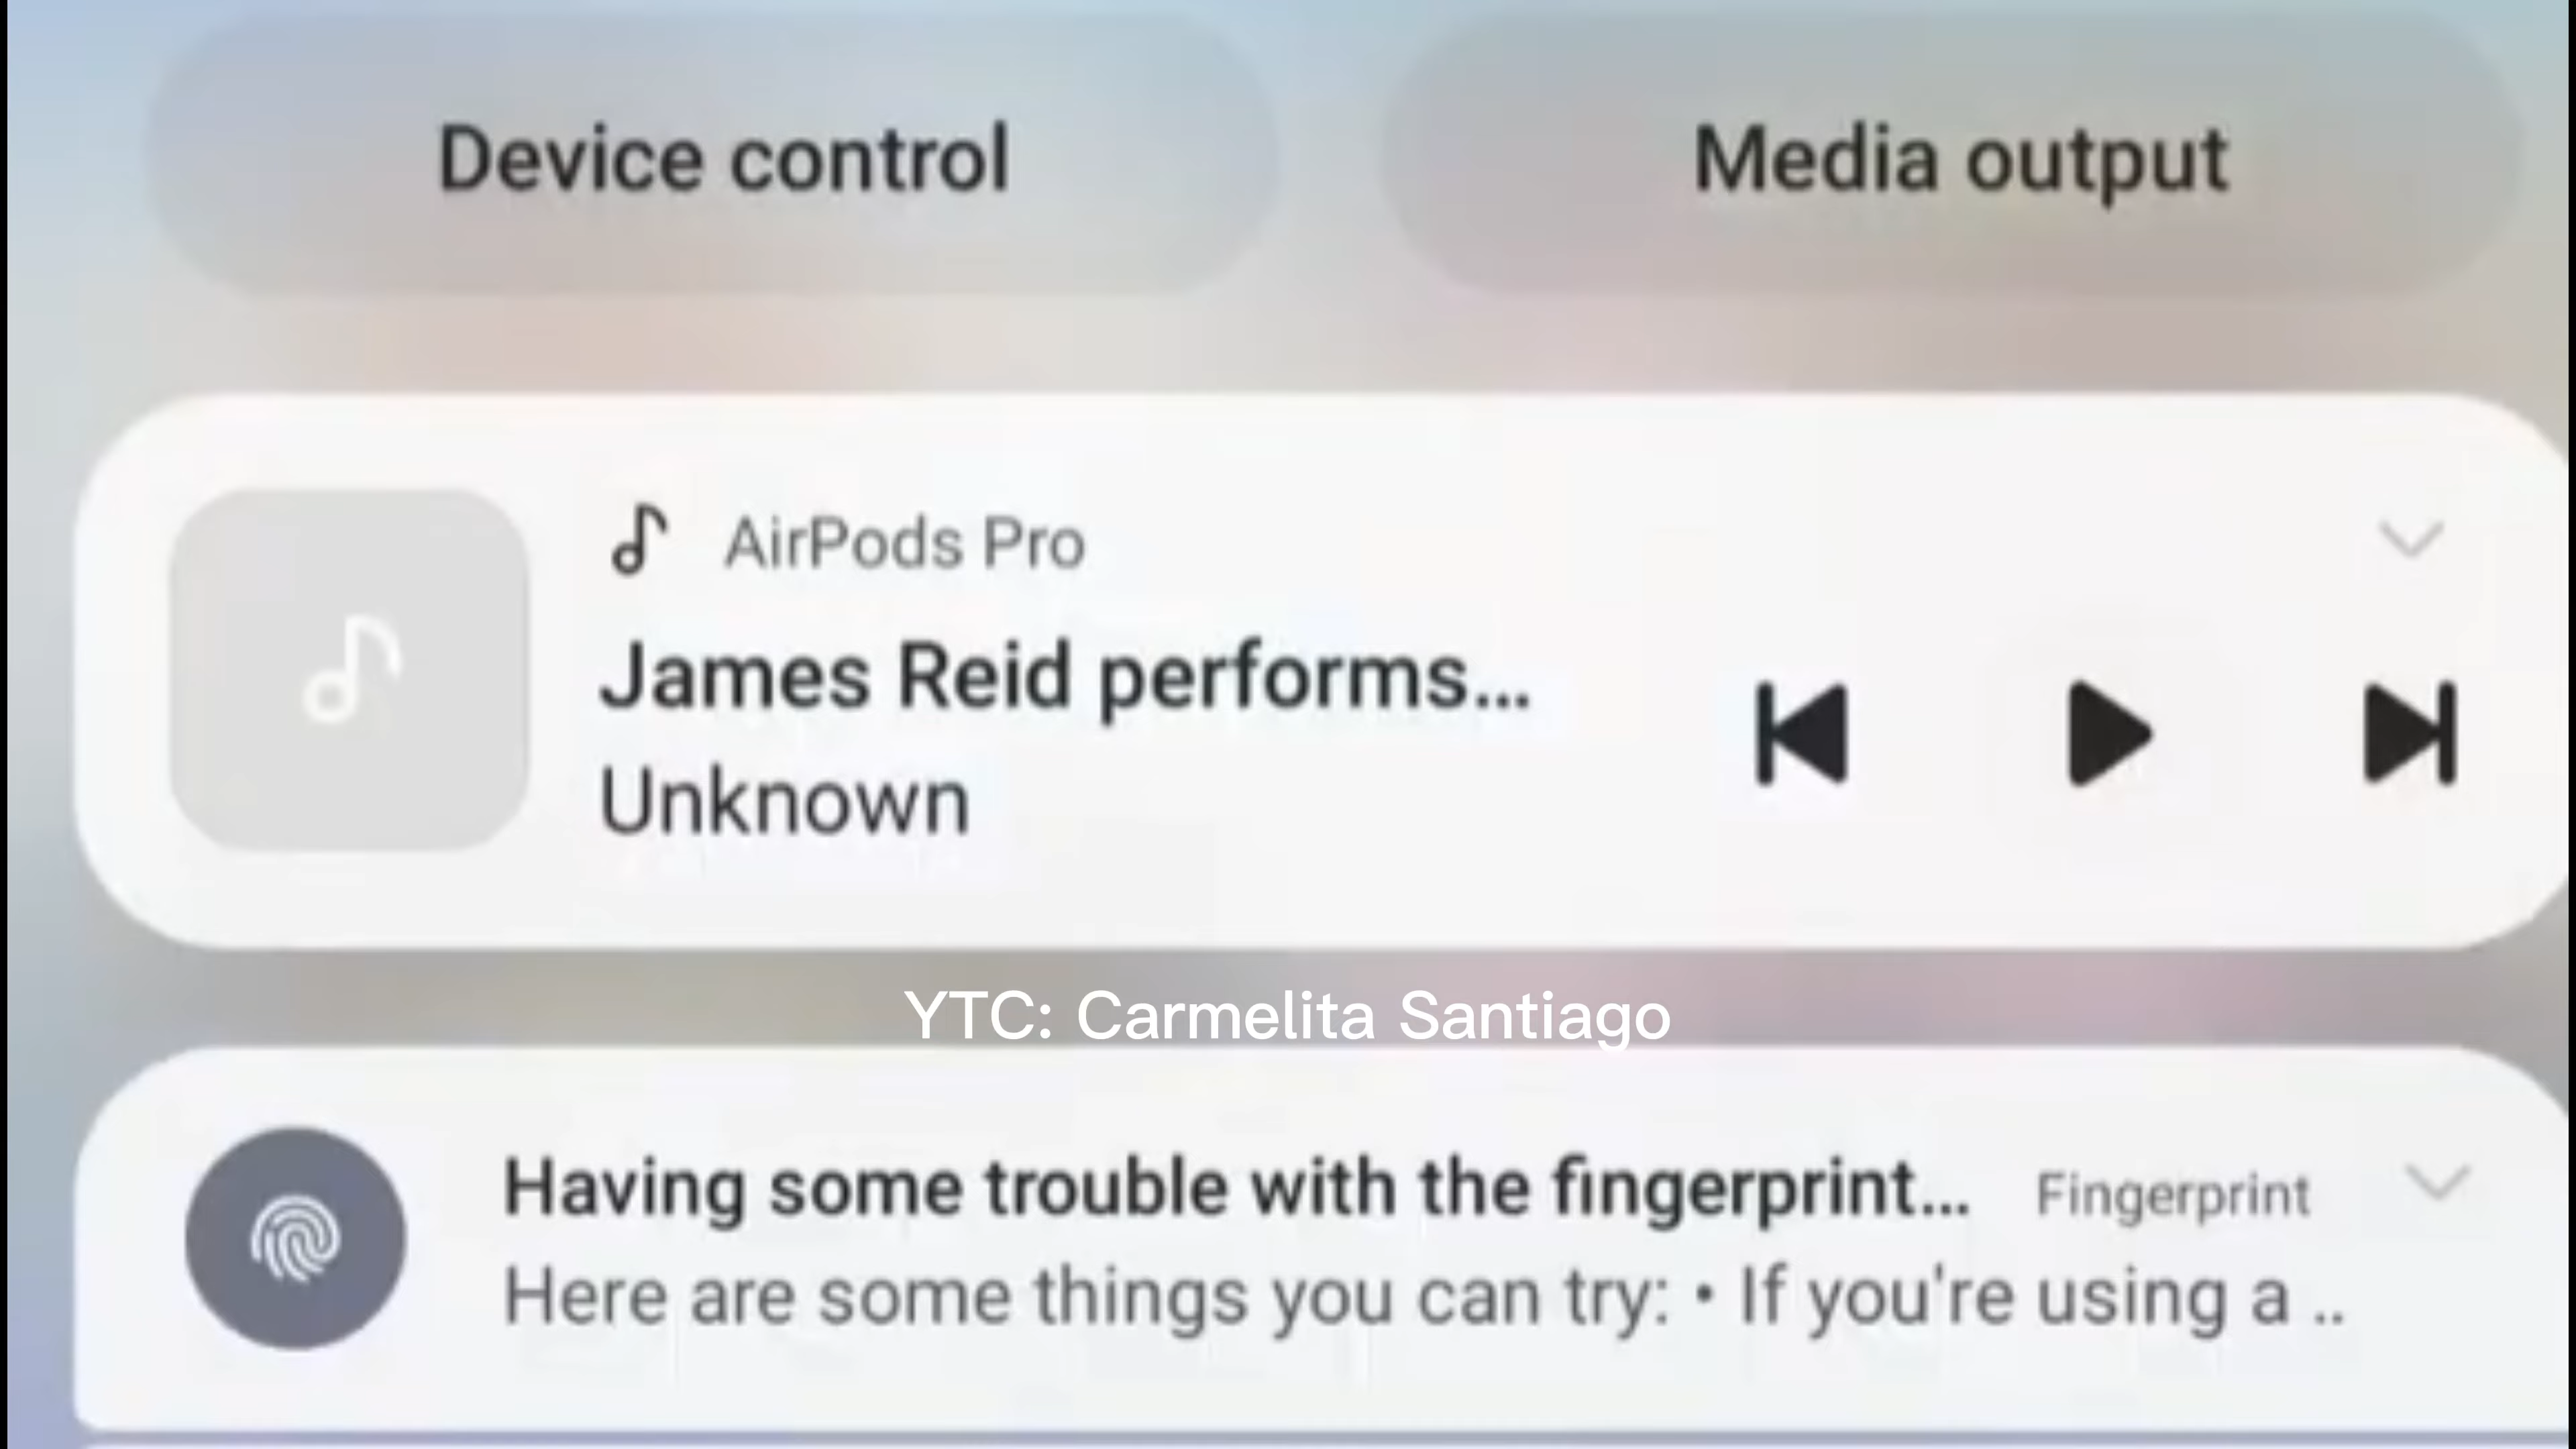 Device control
Media output
AirPods Pro
James Reid performs...
Unknown
YTC: Carmelita Santiago
Having some trouble with the fingerprint... Fingerprint
Here are some things you can try: • If you're using a ..